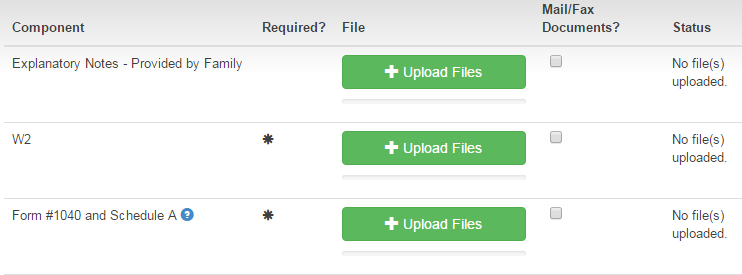 Component Required? File Mail/Fax Documents? Status
Explanatory Notes - Provided by Family Upload Files No file(s) uploaded.
W2 * Upload Files No file(s) uploaded.
Form #1040 and Schedule A ? * Upload Files No file(s) uploaded.